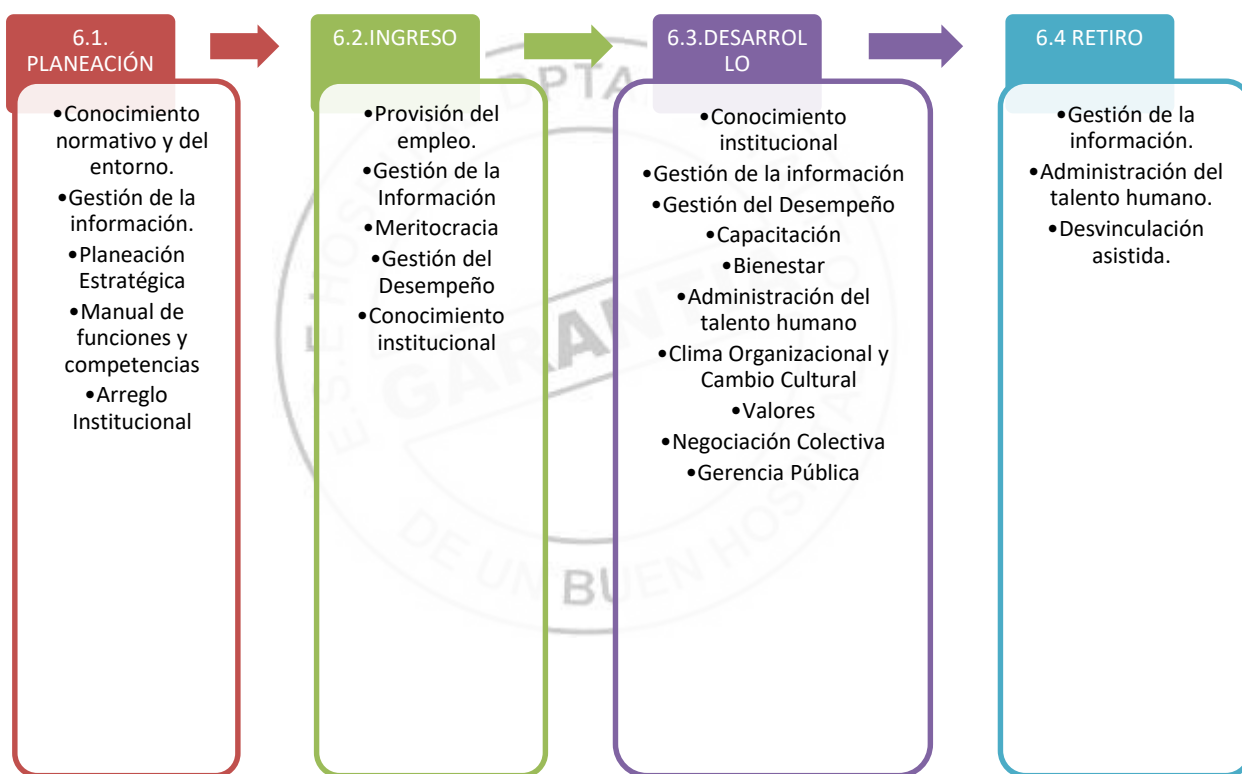 6.1.
PLANEACIÓN
•Conocimiento
normativo y del
entorno.
•Gestión de la
información.
•Planeación
Estratégica
•Manual de
funciones y
competencias
•Arreglo
Institucional
6.2.INGRESO
•Provisión del
empleo.
•Gestión de la
Información
•Meritocracia
•Gestión del
Desempeño
•Conocimiento
institucional
6.3.DESARROL
LO
•Conocimiento
institucional
•Gestión de la información
•Gestión del Desempeño
•Capacitación
•Bienestar
•Administración del
talento humano
•Clima Organizacional y
Cambio Cultural
•Valores
•Negociación Colectiva
•Gerencia Pública
6.4 RETIRO
•Gestión de la
información.
•Administración del
talento humano.
•Desvinculación
asistida.
DE UN BUEN